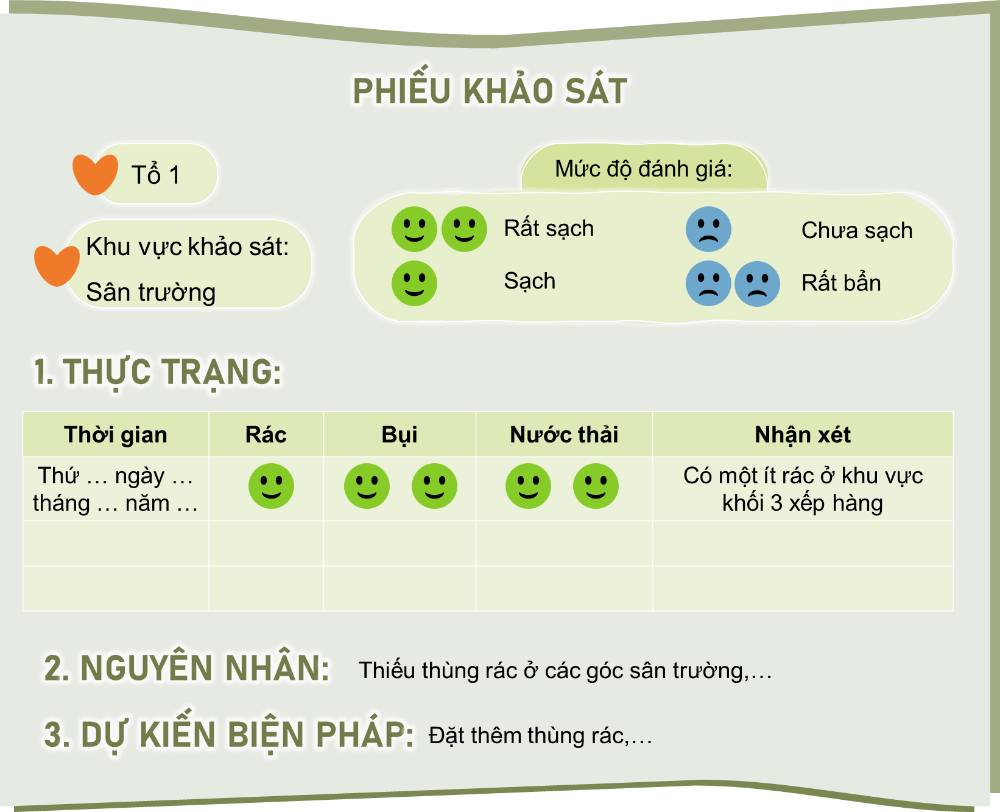 PHIẾU KHẢO SÁT
Tổ 1
Khu vực khảo sát:
Sân trường
Mức độ đánh giá:
Rất sạch
Chưa sạch
Sạch
Rất bẩn
1. THỰC TRẠNG:
Thời gian Rác Bụi Nước thải Nhận xét
Thứ … ngày …
tháng … năm …
Có một ít rác ở khu vực
khối 3 xếp hàng
2. NGUYÊN NHÂN: Thiếu thùng rác ở các góc sân trường,…
3. DỰ KIẾN BIỆN PHÁP: Đặt thêm thùng rác,…